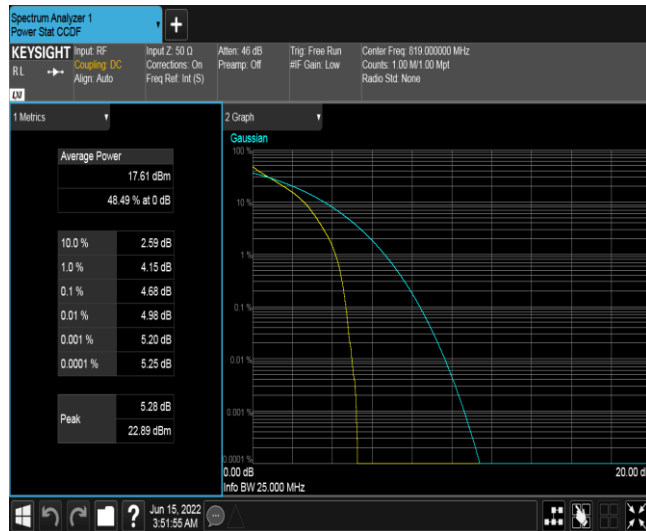 Spectrum Analyzer 1
Power Stat CCDF
+
KEYSIGHT
RL
LXI
Input: RF
Coupling: DC
Align: Auto
Input Z: 50 Ω
Corrections: On
Freq Ref: Int (S)
Atten: 46 dB
Preamp: Off
Trig: Free Run
#IF Gain: Low
Center Freq: 819.000000 MHz
Counts: 1.00 M/1.00 Mpt
Radio Std: None
1 Metrics
Average Power
17.61 dBm
48.49 % at 0 dB
10.0 % 2.59 dB
1.0 % 4.15 dB
0.1 % 4.68 dB
0.01 % 4.98 dB
0.001 % 5.20 dB
0.0001 % 5.25 dB
Peak
5.28 dB
22.89 dBm
2 Graph
Gaussian
100 %
10 %
1 %
0.1 %
0.01 %
0.001 %
0.0001 %
0.00 dB
20.00 d
Info BW 25.000 MHz
?
Jun 15, 2022
3:51:55 AM